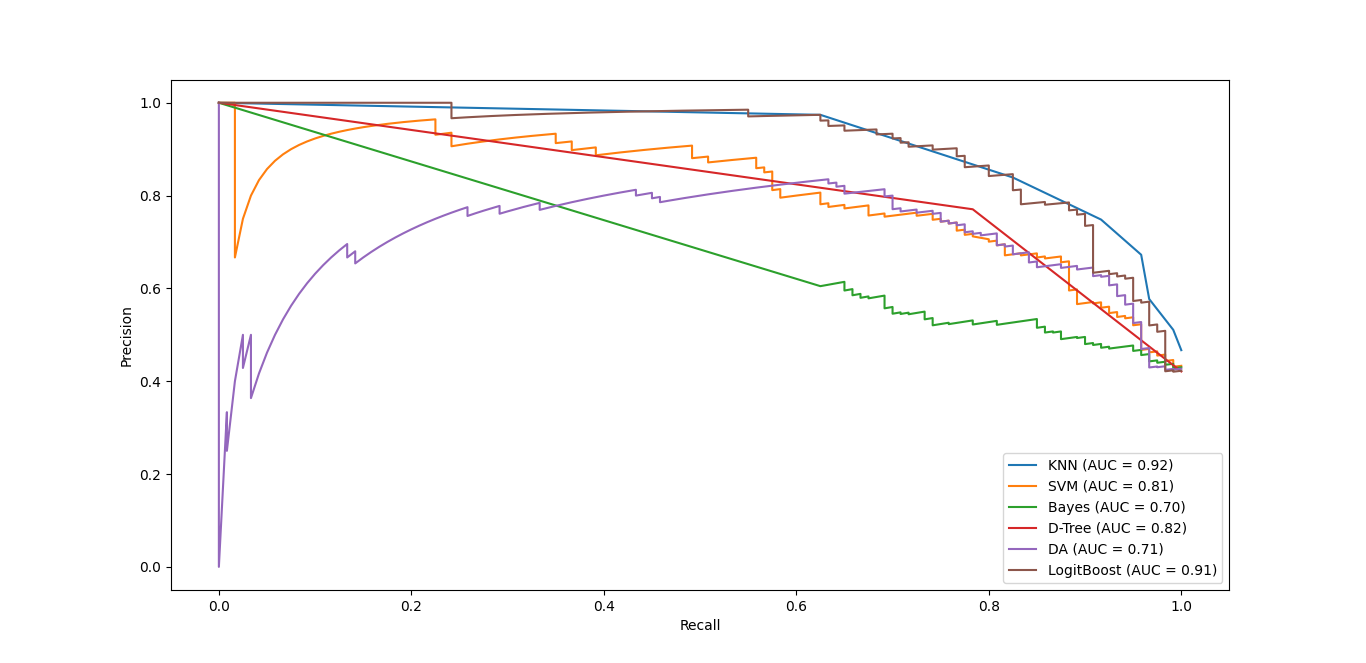 1.0
0.8
0.6
0.4
0.2
0.0
Precision
0.0 0.2 0.4 0.6 0.8 1.0
Recall
KNN (AUC = 0.92)
SVM (AUC = 0.81)
Bayes (AUC = 0.70)
D-Tree (AUC = 0.82)
DA (AUC = 0.71)
LogitBoost (AUC = 0.91)